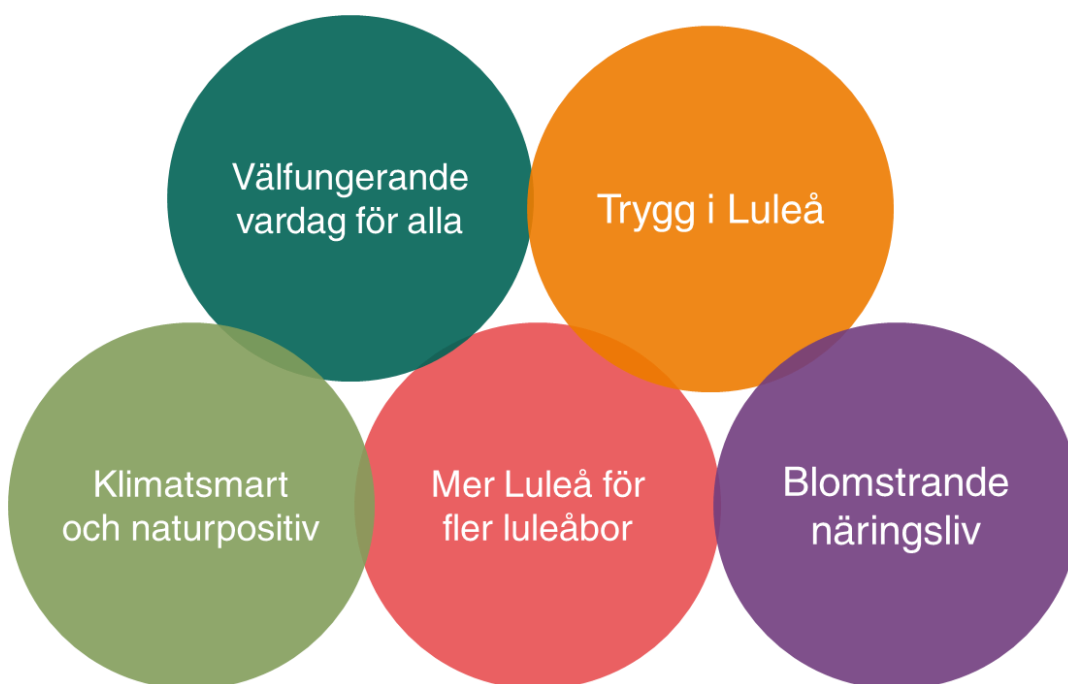 Välfungerande
vardag för alla
Trygg i Luleå
Klimatsmart
och naturpositiv
Mer Luleå för
fler luleåbor
Blomstrande
näringsliv